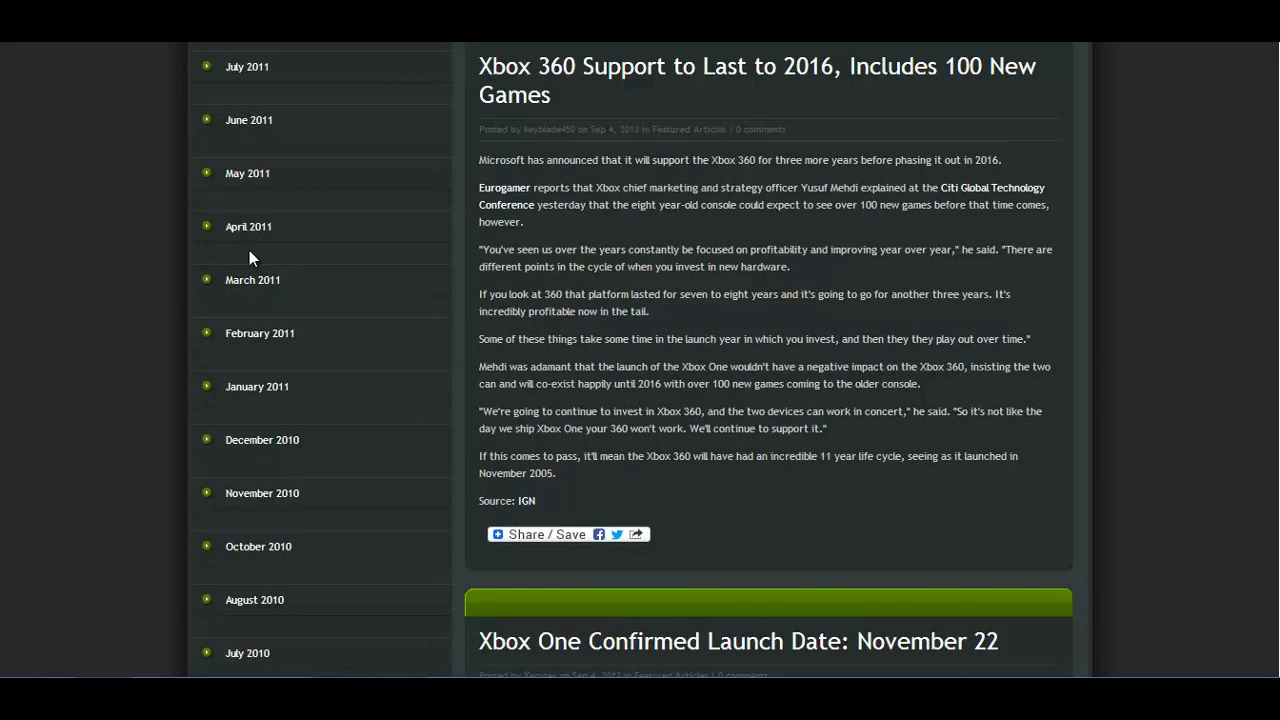 July 2011
June 2011
May 2011
April 2011
March 2011
February 2011
January 2011
December 2010
November 2010
October 2010
August 2010
July 2010
Xbox 360 Support to Last to 2016, Includes 100 New
Games
Posted by keyblade450 on Sep 4, 2013 in Featured Articles | 0 comments
Microsoft has announced that it will support the Xbox 360 for three more years before phasing it out in 2016.
Eurogamer reports that Xbox chief marketing and strategy officer Yusuf Mehdi explained at the Citi Global Technology
Conference yesterday that the eight year-old console could expect to see over 100 new games before that time comes,
however.
"You've seen us over the years constantly be focused on profitability and improving year over year," he said. "There are
different points in the cycle of when you invest in new hardware.
If you look at 360 that platform lasted for seven to eight years and it's going to go for another three years. It's
incredibly profitable now in the tail.
Some of these things take some time in the launch year in which you invest, and then they they play out over time."
Mehdi was adamant that the launch of the Xbox One wouldn't have a negative impact on the Xbox 360, insisting the two
can and will co-exist happily until 2016 with over 100 new games coming to the older console.
"We're going to continue to invest in Xbox 360, and the two devices can work in concert," he said. "So it's not like the
day we ship Xbox One your 360 won't work. We'll continue to support it."
If this comes to pass, it'll mean the Xbox 360 will have had an incredible 11 year life cycle, seeing as it launched in
November 2005.
Source: IGN
Share / Save
Xbox One Confirmed Launch Date: November 22
Posted by Xecuter on Sep 4, 2013 in Featured Articles | 0 comments